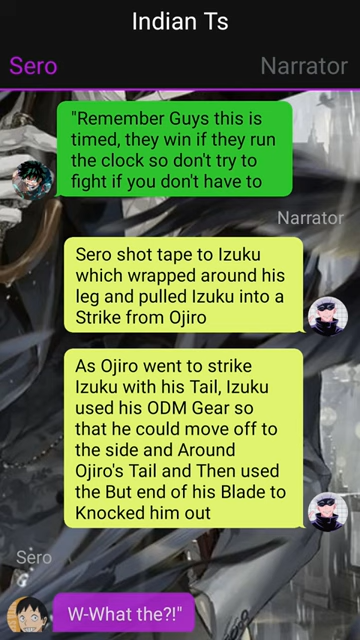 Indian Ts
Sero
Narrator
"Remember Guys this is
timed, they win if they run
the clock so don't try to
fight if you don't have to
Narrator
Sero shot tape to Izuku
which wrapped around his
leg and pulled Izuku into a
Strike from Ojiro
As Ojiro went to strike
Izuku with his Tail, Izuku
used his ODM Gear so
that he could move off to
the side and Around
Ojiro's Tail and Then used
the But end of his Blade to
Knocked him out
Sero
W-What the?!"